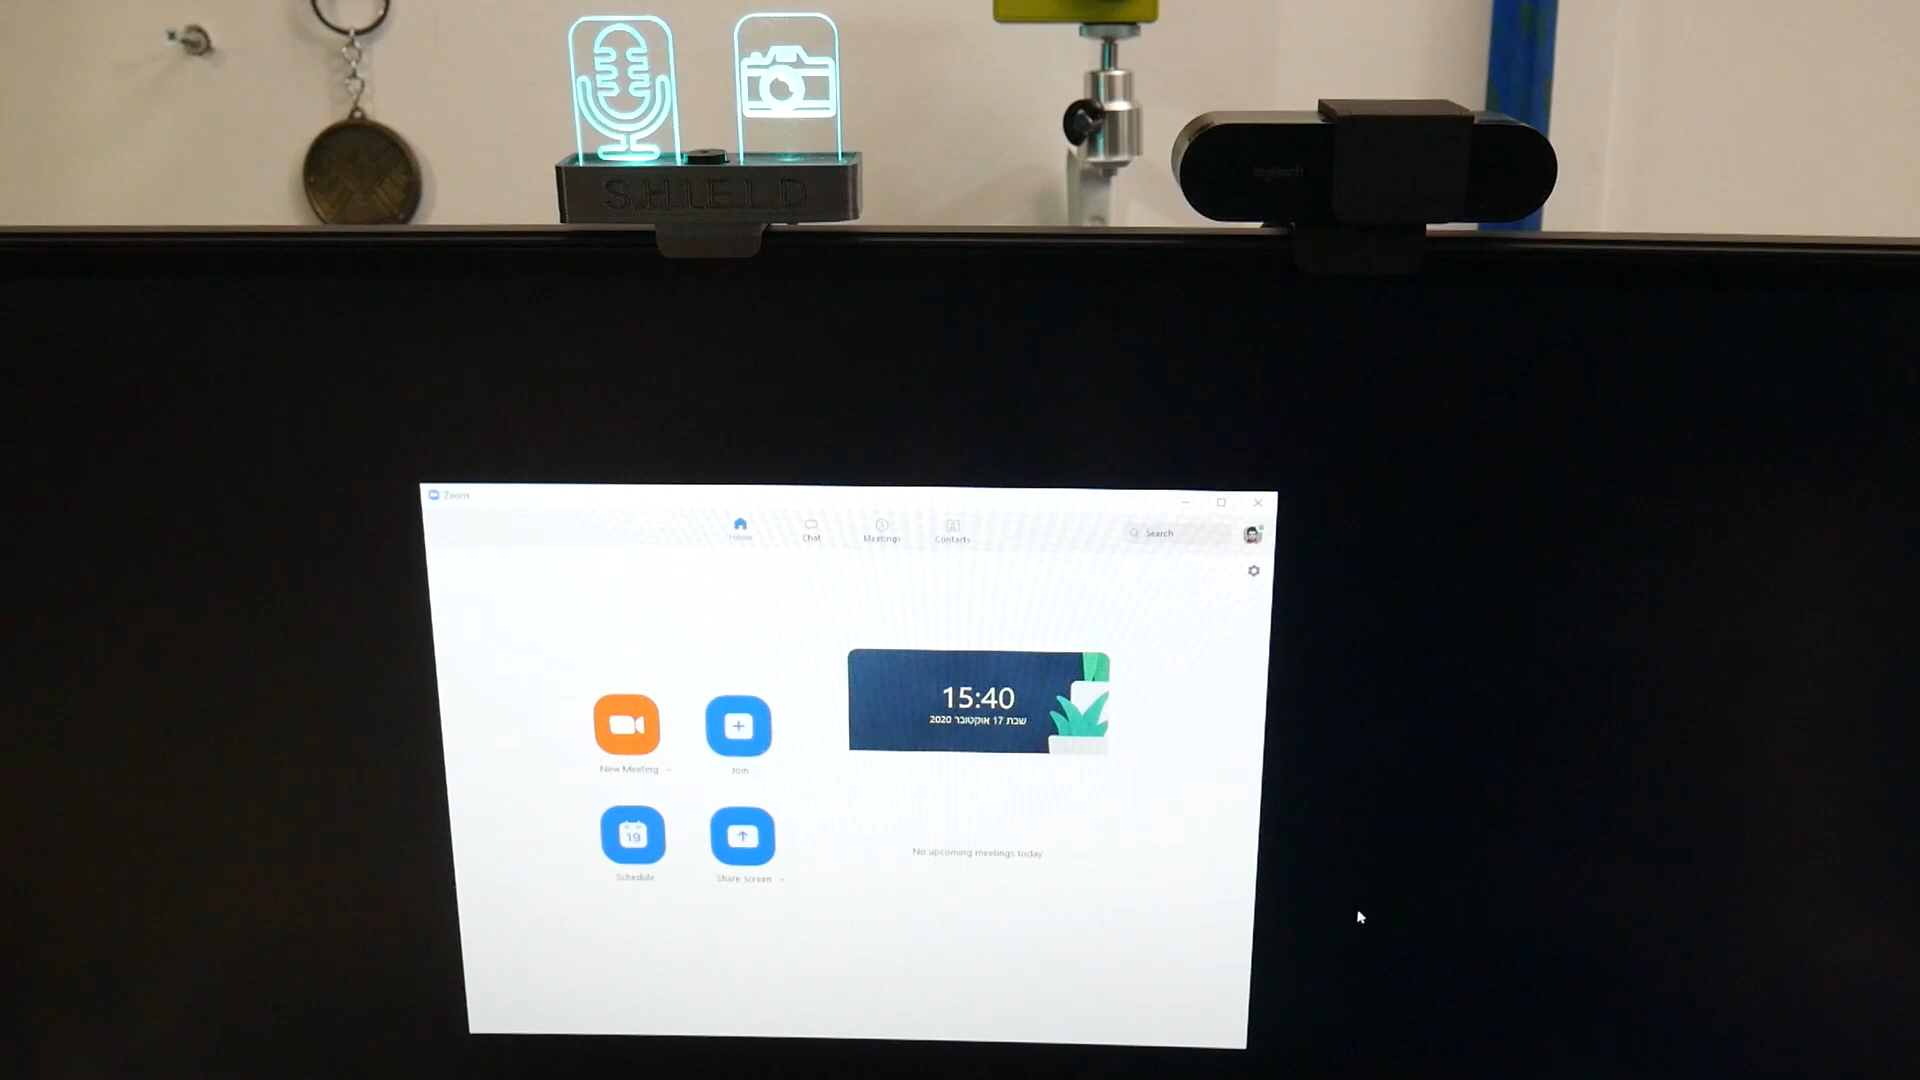 S.H.I.E.L.D
logitech
Zoom
Home
Chat
Meetings
Contacts
Search
15:40
שבת 17 אוקטובר 2020
New Meeting
Join
19
Schedule
Share screen
No upcoming meetings today